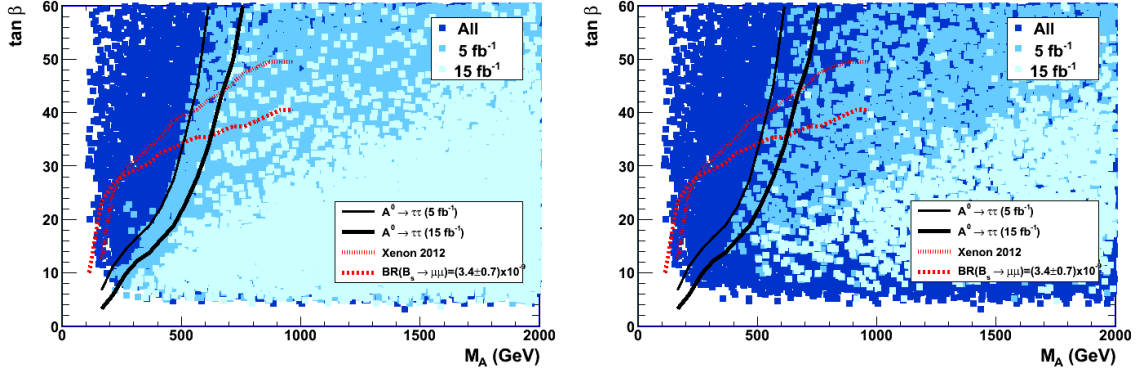 tan β
60
50
40
30
20
10
0
All
5 fb⁻¹
15 fb⁻¹
A⁰ → ττ (5 fb⁻¹)
A⁰ → ττ (15 fb⁻¹)
Xenon 2012
BR(Bₛ → μμ)=(3.4±0.7)x10⁻⁹
0 500 1000 1500 2000
M_A (GeV)
tan β
60
50
40
30
20
10
0
All
5 fb⁻¹
15 fb⁻¹
A⁰ → ττ (5 fb⁻¹)
A⁰ → ττ (15 fb⁻¹)
Xenon 2012
BR(Bₛ → μμ)=(3.4±0.7)x10⁻⁹
0 500 1000 1500 2000
M_A (GeV)